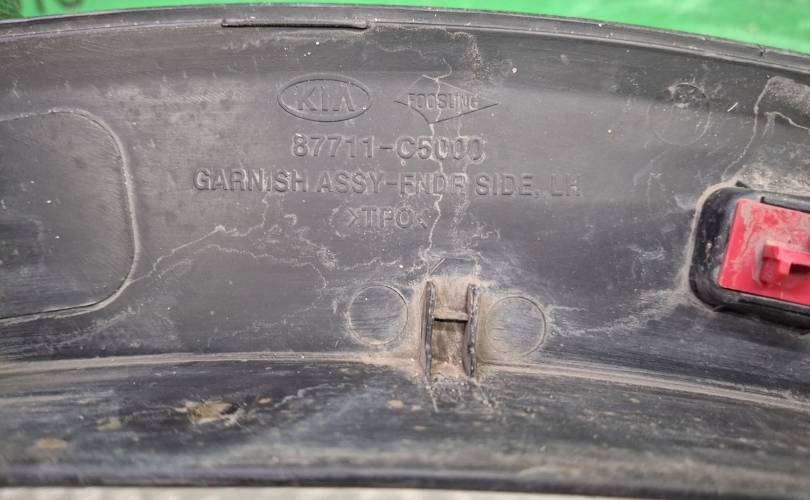 KIA FOOSUNG
87711-C5000
GARNISH ASSY-FNDR SIDE, LH
>TPO<